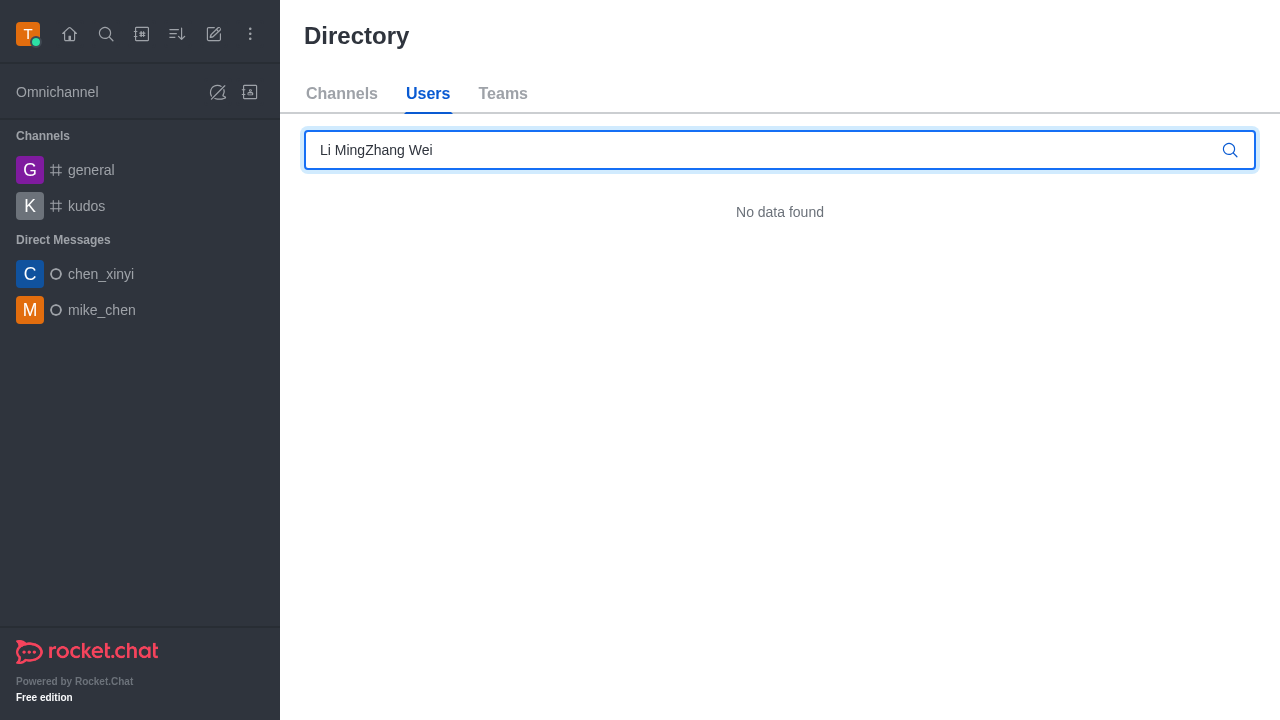 T
Directory
Channels
Users
Teams
Omnichannel
Li MingZhang Wei
No data found
Channels
G
general
K
kudos
Direct Messages
C
chen_xinyi
M
mike_chen
rocket.chat
Powered by Rocket.Chat
Free edition